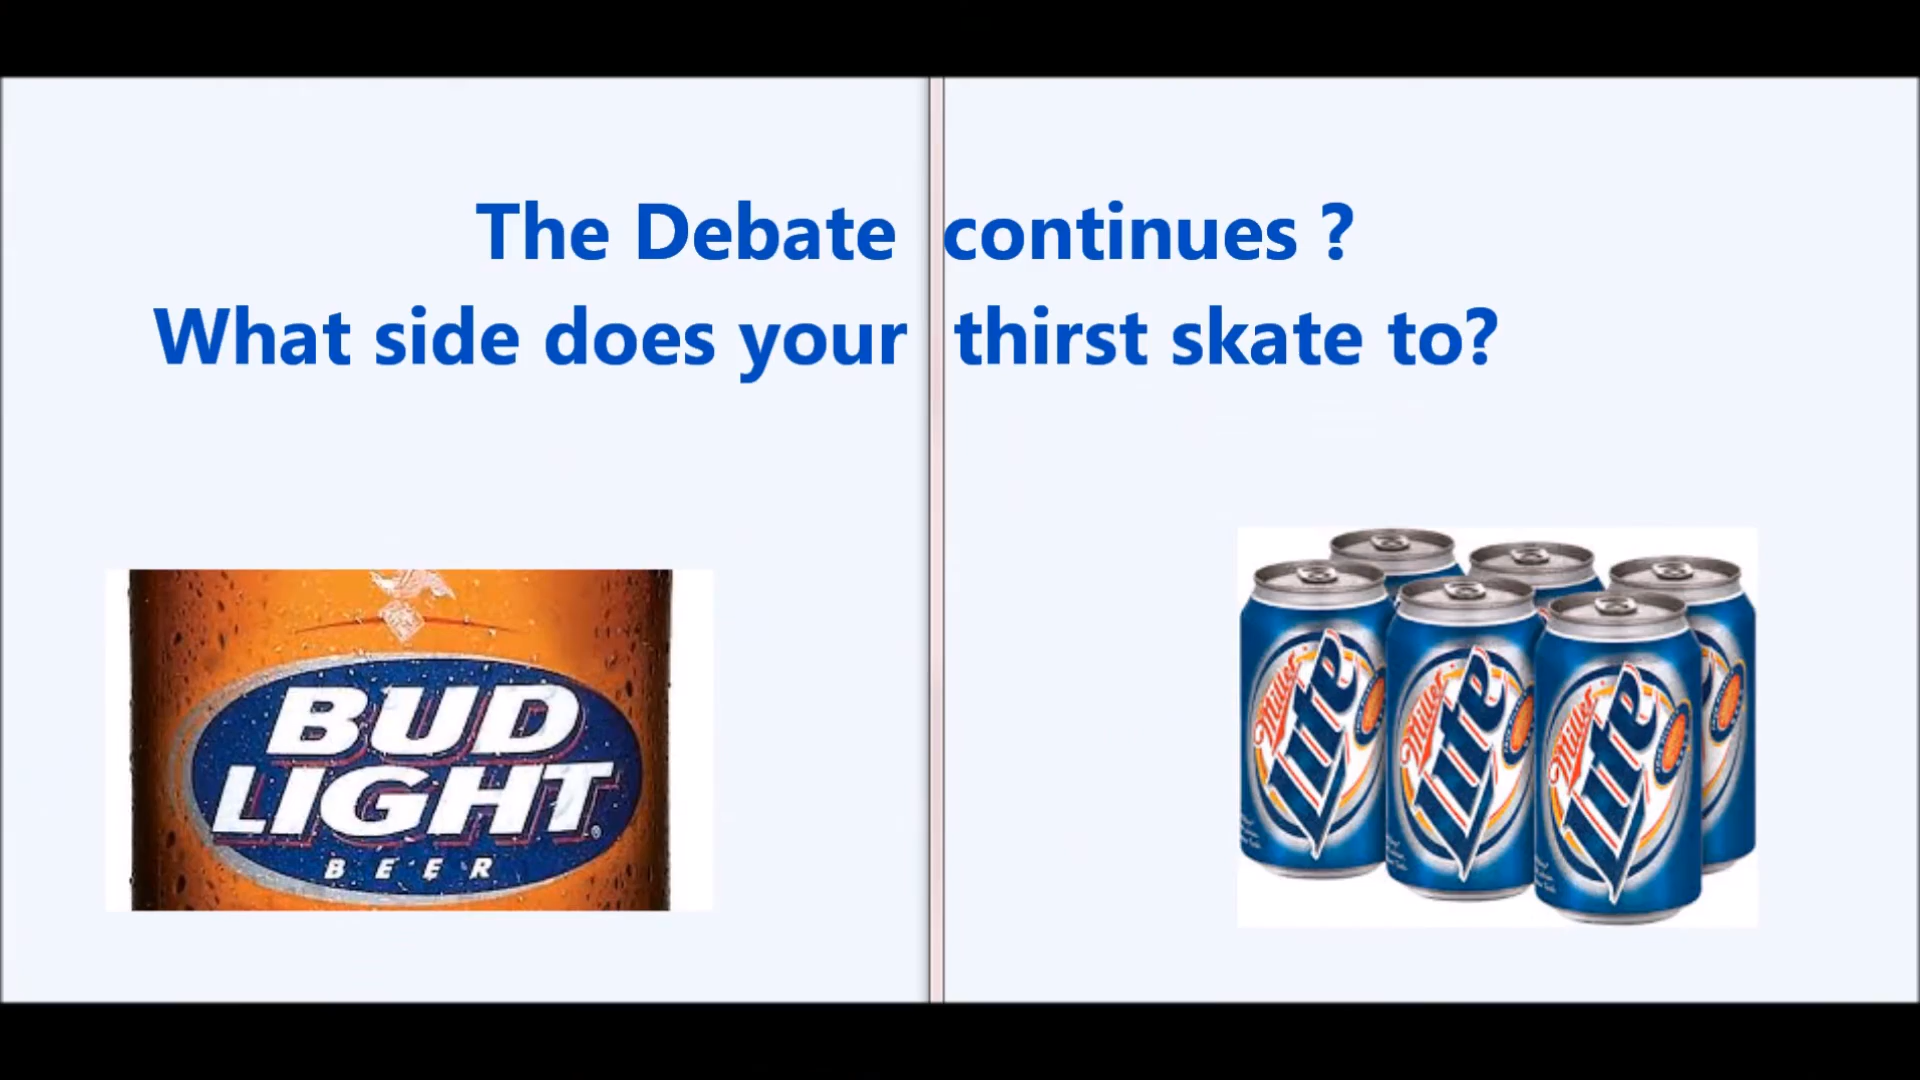 The Debate continues ?
What side does your thirst skate to?
BUD
LIGHT
BEER
Miller
Lite
Miller
Lite
Miller
Lite